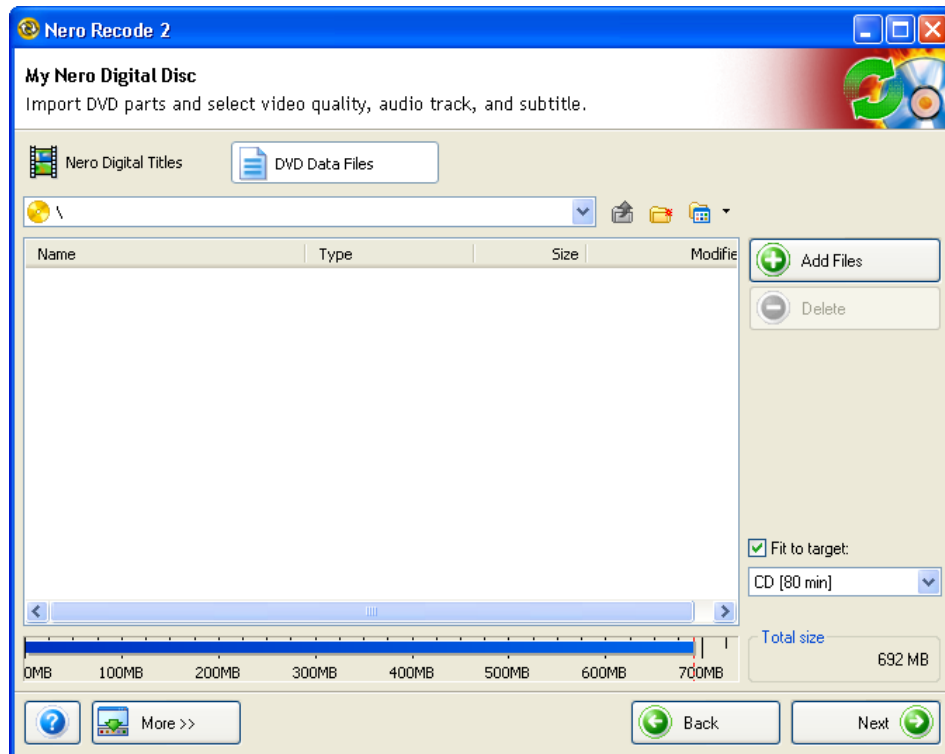 Nero Recode 2
My Nero Digital Disc
Import DVD parts and select video quality, audio track, and subtitle.
Nero Digital Titles
DVD Data Files
\
Name Type Size Modifie
Add Files
Delete
Fit to target:
CD [80 min]
Total size
692 MB
0MB 100MB 200MB 300MB 400MB 500MB 600MB 700MB
? More >> Back Next